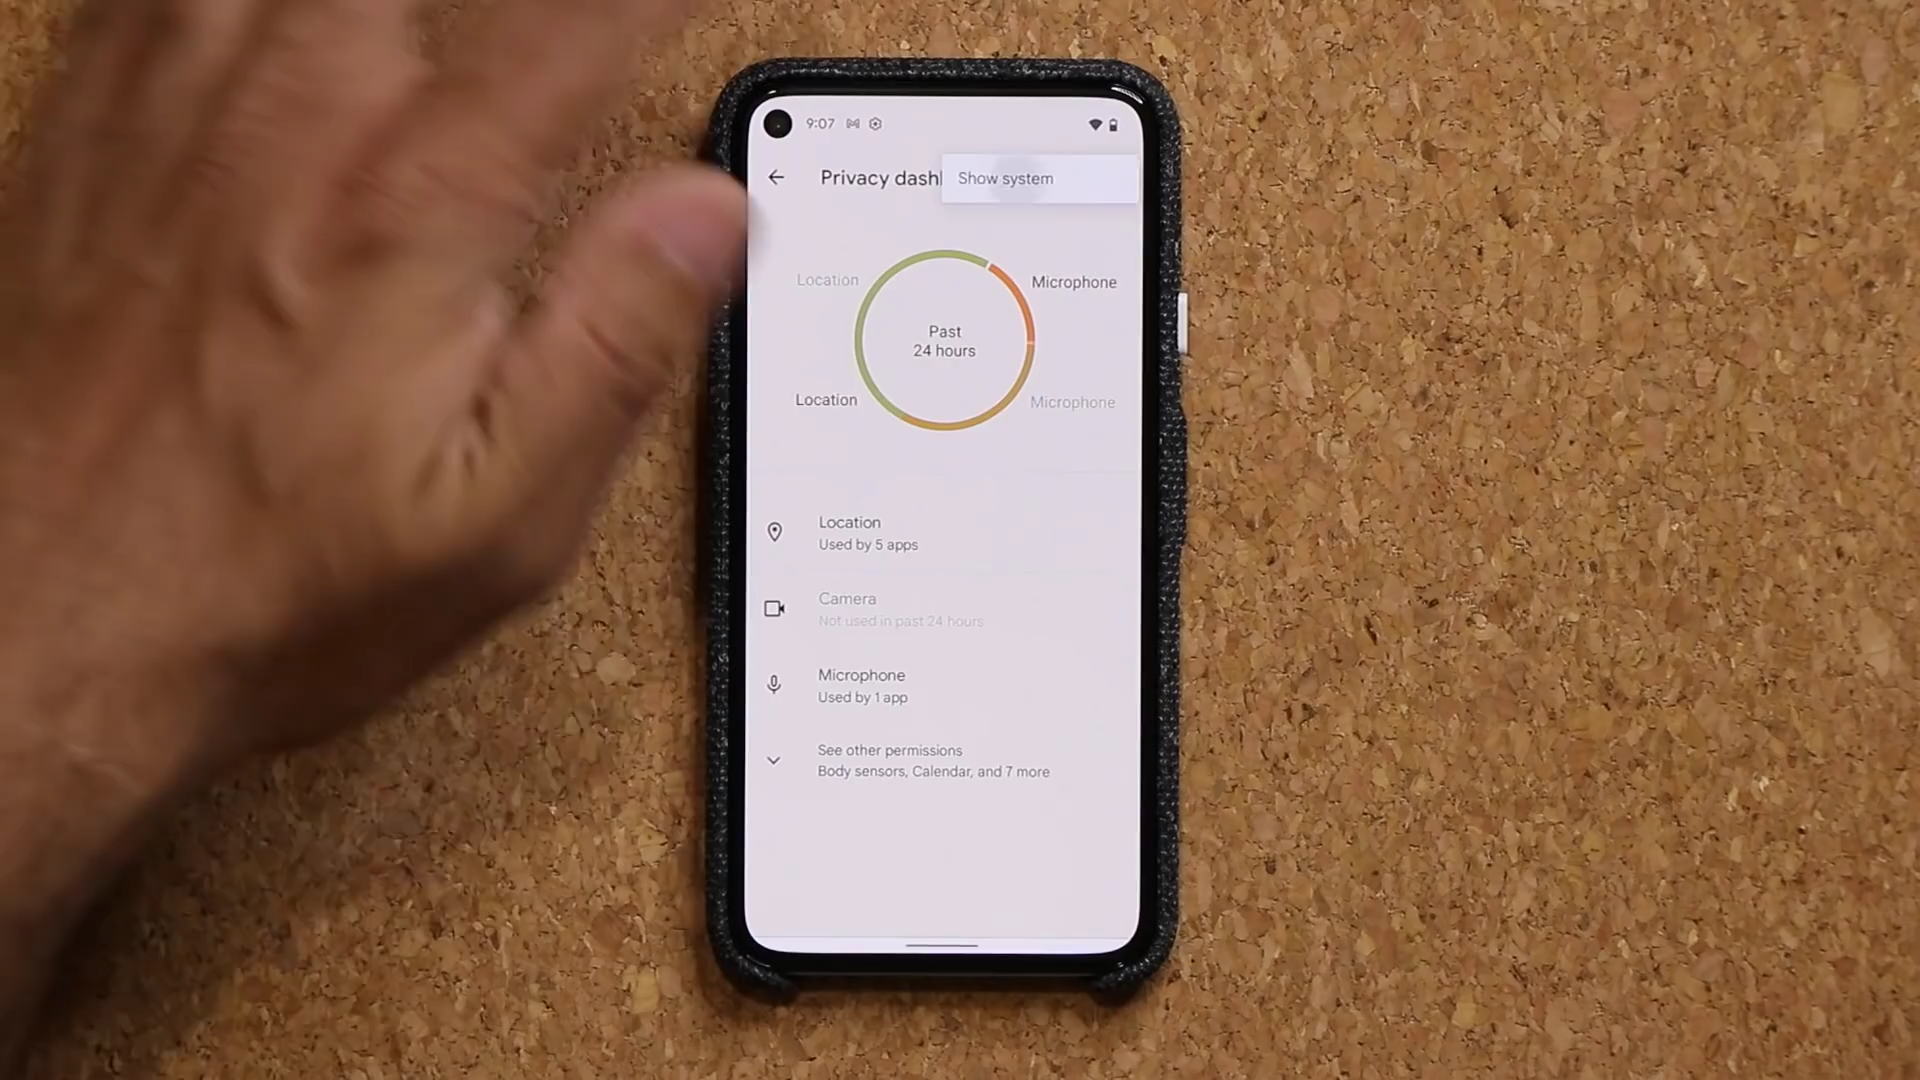 9:07
Privacy dash
Show system
Location
Microphone
Past
24 hours
Location
Microphone
Location
Used by 5 apps
Camera
Not used in past 24 hours
Microphone
Used by 1 app
See other permissions
Body sensors, Calendar, and 7 more